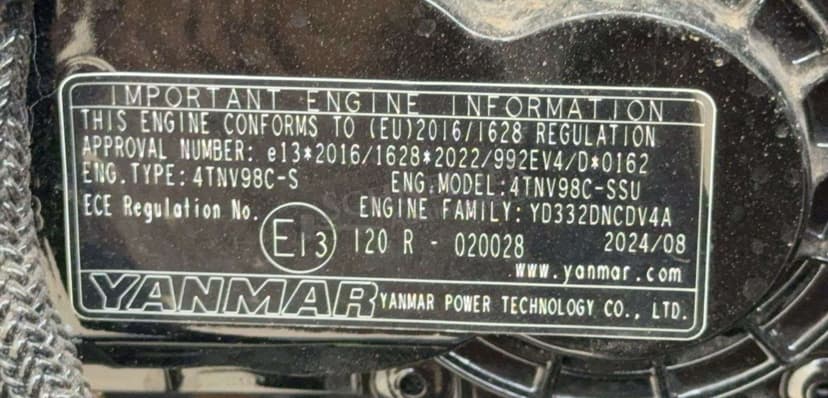 IMPORTANT ENGINE INFORMATION
THIS ENGINE CONFORMS TO (EU)2016/1628 REGULATION
APPROVAL NUMBER: e13*2016/1628*2022/992EV4/D*0162
ENG.TYPE: 4TNV98C-S ENG.MODEL: 4TNV98C-SSU
ECE Regulation No. ENGINE FAMILY: YD332DNCDV4A
E13 120 R - 020028 2024/08
www.yanmar.com
YANMAR YANMAR POWER TECHNOLOGY CO., LTD.